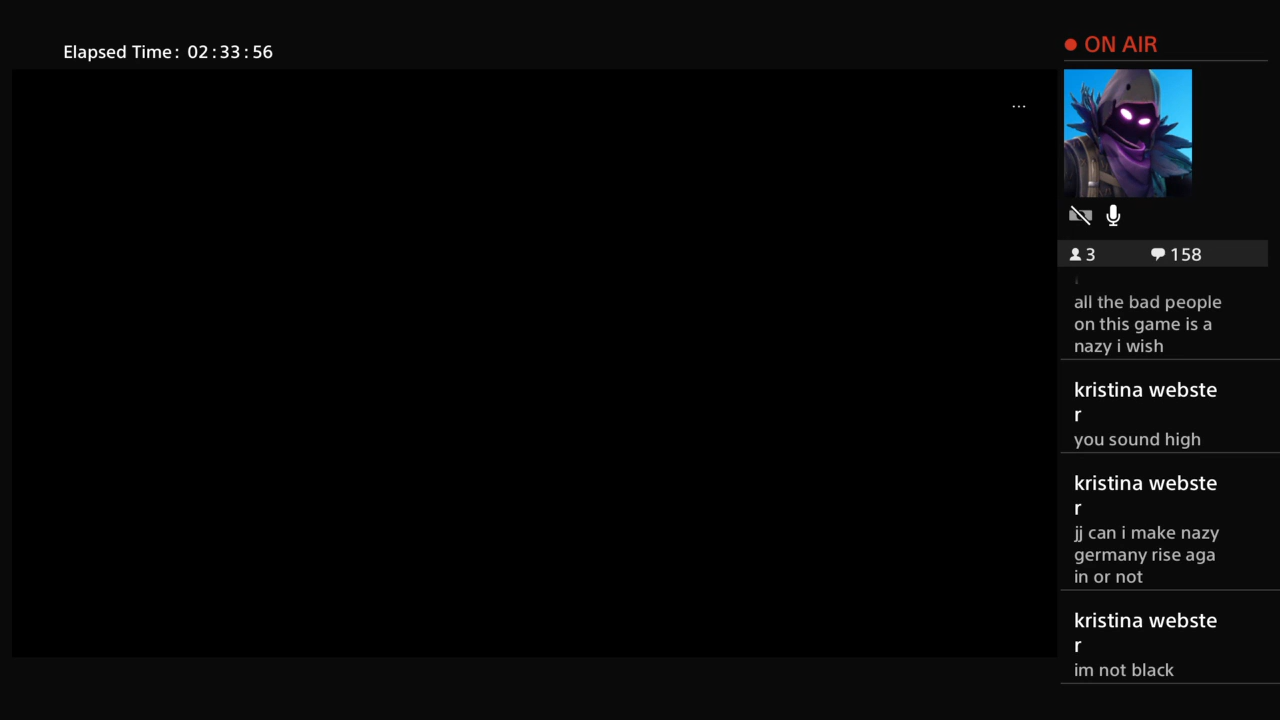 Elapsed Time: 02:33:56
ON AIR
...
3 158
all the bad people
on this game is a
nazy i wish
kristina webste
r
you sound high
kristina webste
r
jj can i make nazy
germany rise aga
in or not
kristina webste
r
im not black